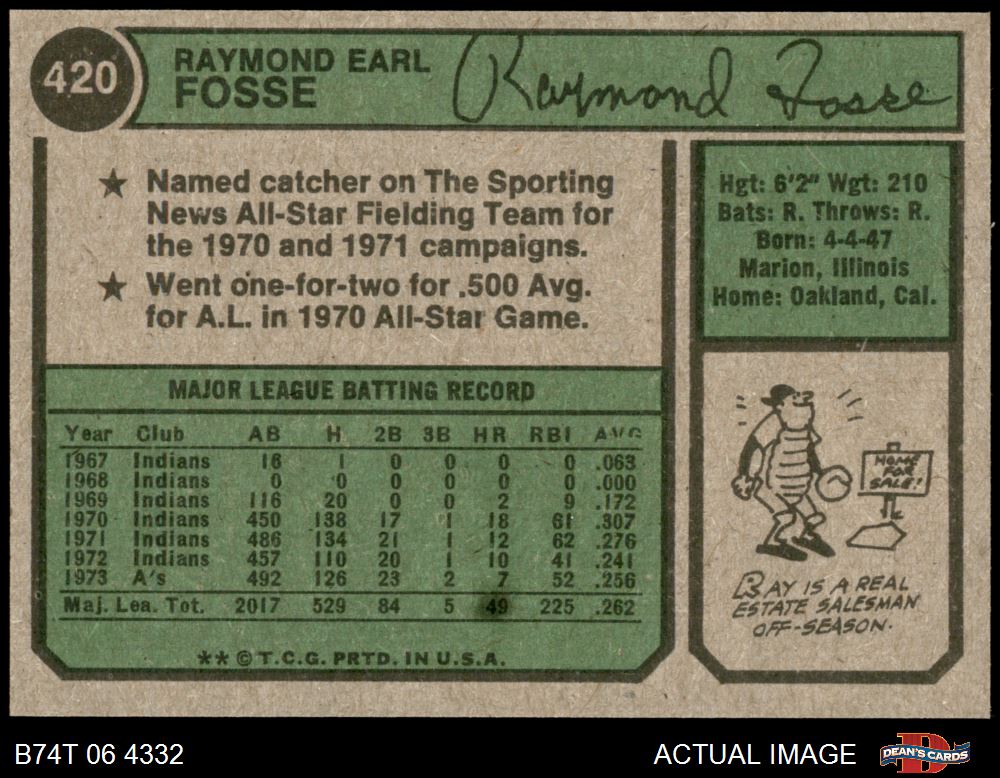 420
RAYMOND EARL
FOSSE
Raymond Fosse
★ Named catcher on The Sporting
News All-Star Fielding Team for
the 1970 and 1971 campaigns.
★ Went one-for-two for .500 Avg.
for A.L. in 1970 All-Star Game.
Hgt: 6'2" Wgt: 210
Bats: R. Throws: R.
Born: 4-4-47
Marion, Illinois
Home: Oakland, Cal.
MAJOR LEAGUE BATTING RECORD
Year Club AB H 2B 3B HR RBI AVG
1967 Indians 16 1 0 0 0 0 .063
1968 Indians 0 0 0 0 0 0 .000
1969 Indians 116 20 0 0 2 9 .172
1970 Indians 450 138 17 1 18 61 .307
1971 Indians 486 134 21 1 12 62 .276
1972 Indians 457 110 20 1 10 41 .241
1973 A's 492 126 23 2 7 52 .256
Maj. Lea. Tot. 2017 529 84 5 49 225 .262
** © T.C.G. PRTD. IN U.S.A.
HOME
FOR
SALE!
RAY IS A REAL
ESTATE SALESMAN
OFF-SEASON.
B74T 06 4332
ACTUAL IMAGE
DEAN'S CARDS